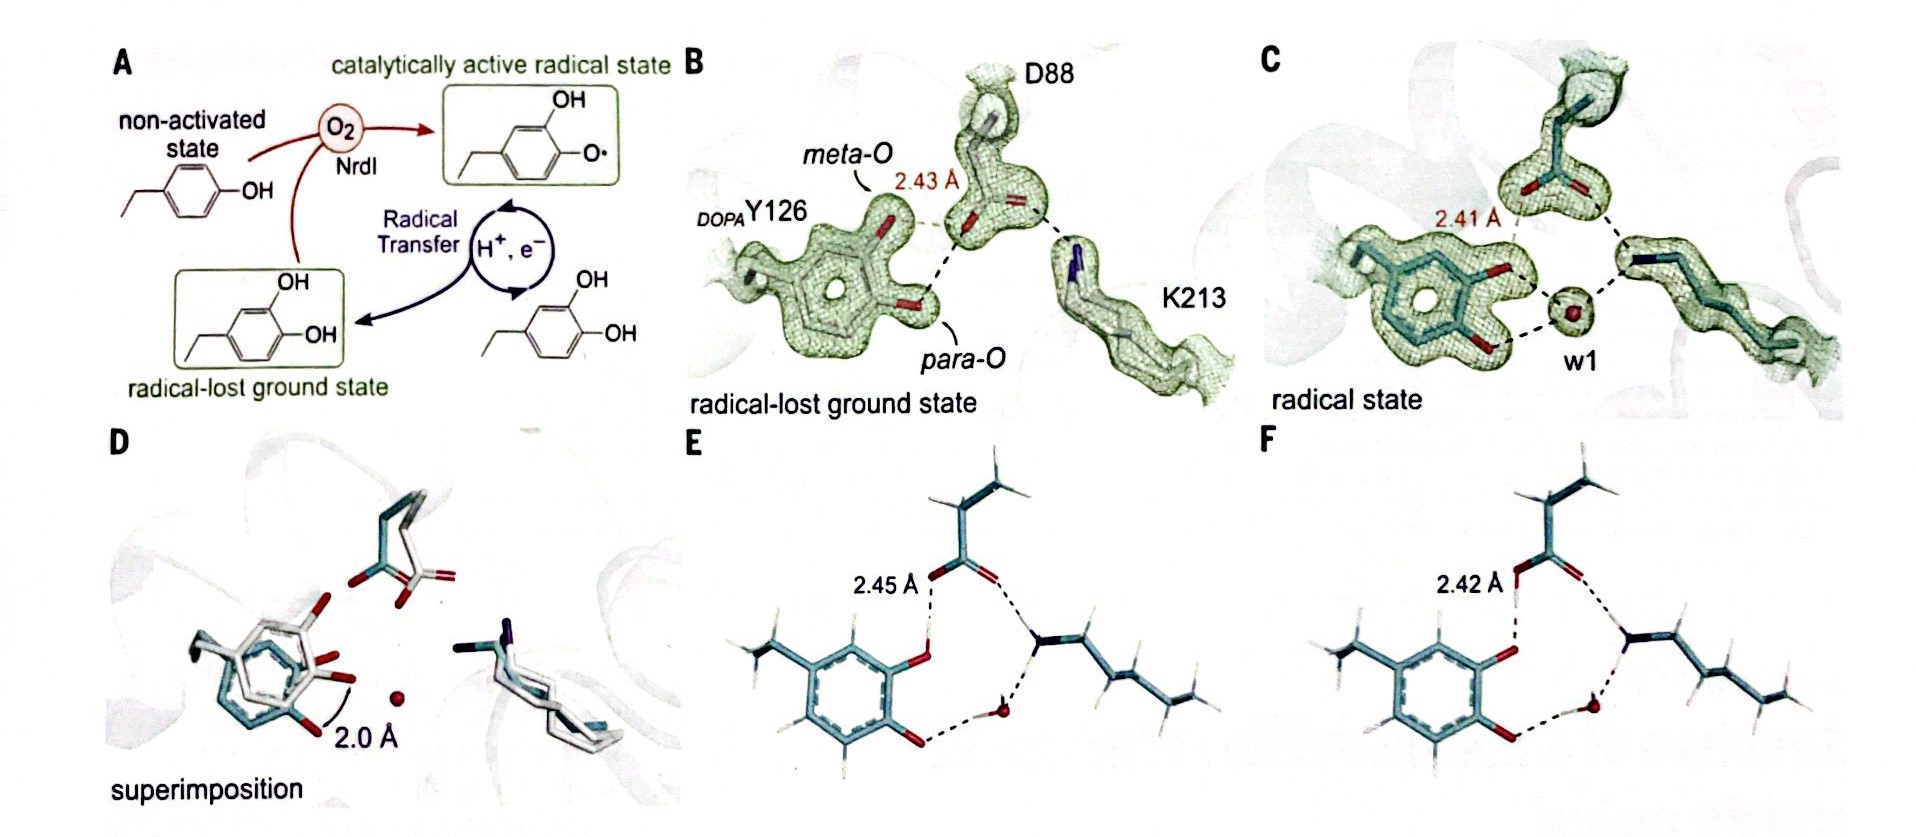 A
catalytically active radical state
non-activated
state
OH
O2
NrdI
OH
O•
Radical
Transfer
H+, e−
OH
OH
OH
OH
radical-lost ground state
B
D88
meta-O
2.43 Å
DOPAY126
K213
para-O
radical-lost ground state
C
2.41 Å
w1
radical state
D
2.0 Å
superimposition
E
2.45 Å
F
2.42 Å